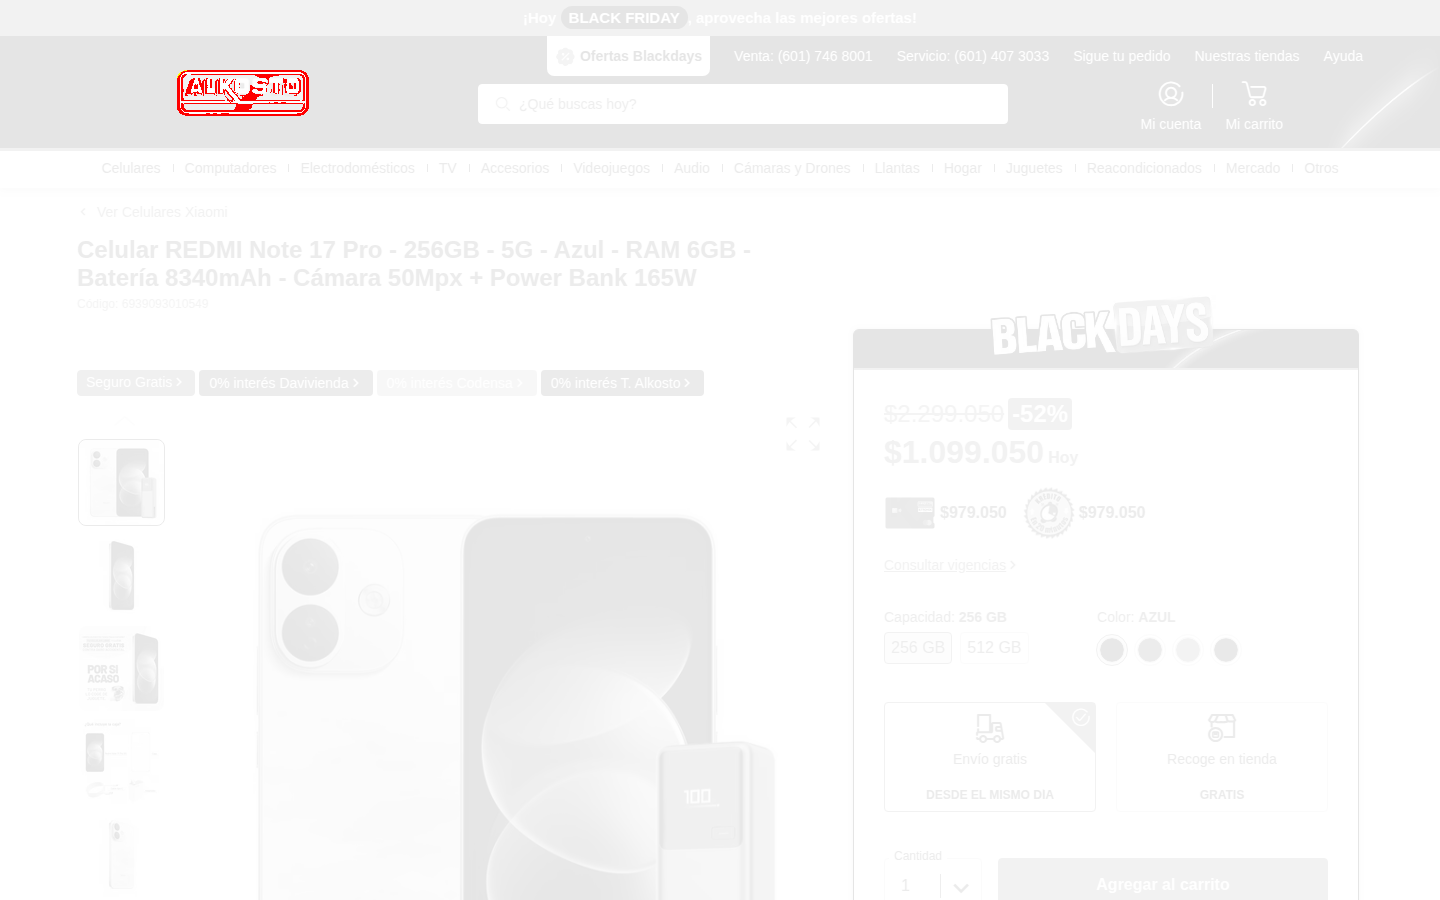 ¡Hoy BLACK FRIDAY, aprovecha las mejores ofertas!
Ofertas Blackdays
Venta: (601) 746 8001
Servicio: (601) 407 3033
Sigue tu pedido
Nuestras tiendas
Ayuda
ALKOSTO
¿Qué buscas hoy?
Mi cuenta
Mi carrito
Celulares
Computadores
Electrodomésticos
TV
Accesorios
Videojuegos
Audio
Cámaras y Drones
Llantas
Hogar
Juguetes
Reacondicionados
Mercado
Otros
Ver Celulares Xiaomi
Celular REDMI Note 17 Pro - 256GB - 5G - Azul - RAM 6GB -
Batería 8340mAh - Cámara 50Mpx + Power Bank 165W
Código: 6939093010549
Seguro Gratis
0% interés Davivienda
0% interés Codensa
0% interés T. Alkosto
POR SI
ACASO
100
BLACK DAYS
$2.299.050 -52%
$1.099.050 Hoy
$979.050
$979.050
Consultar vigencias
Capacidad: 256 GB
256 GB
512 GB
Color: AZUL
Envío gratis
DESDE EL MISMO DIA
Recoge en tienda
GRATIS
Cantidad
1
Agregar al carrito